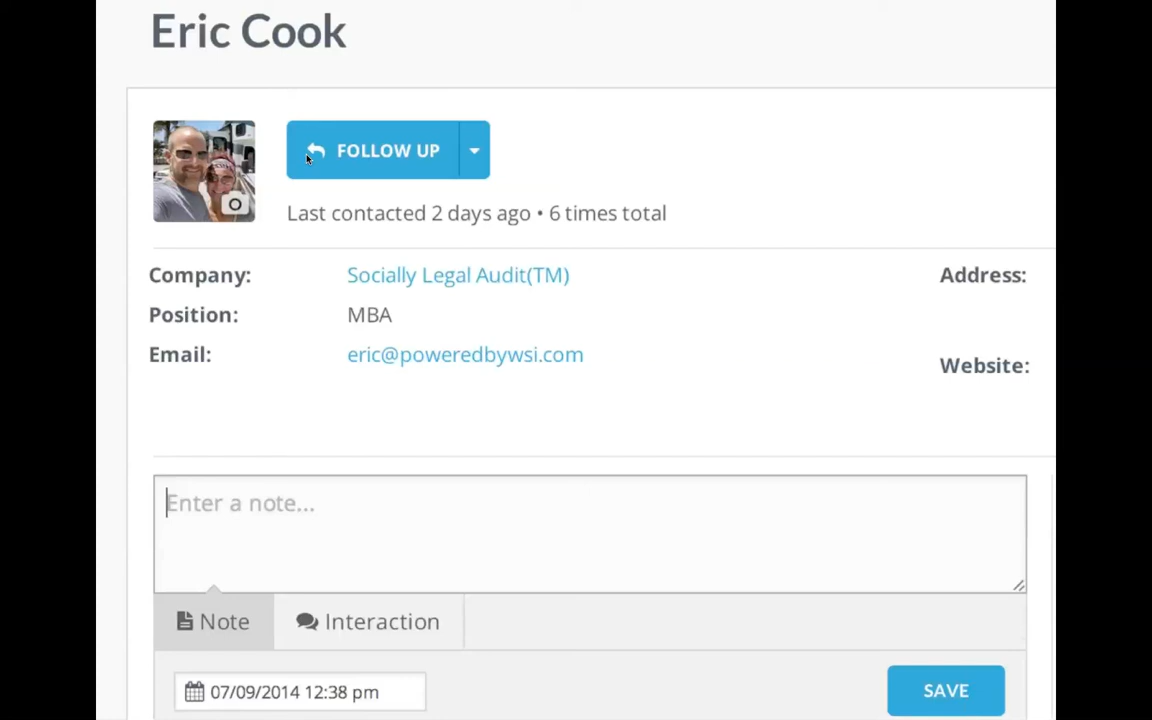 Eric Cook
FOLLOW UP
Last contacted 2 days ago • 6 times total
Company: Socially Legal Audit(TM) Address:
Position: MBA
Email: eric@poweredbywsi.com
Website:
Enter a note...
Note Interaction
07/09/2014 12:38 pm SAVE